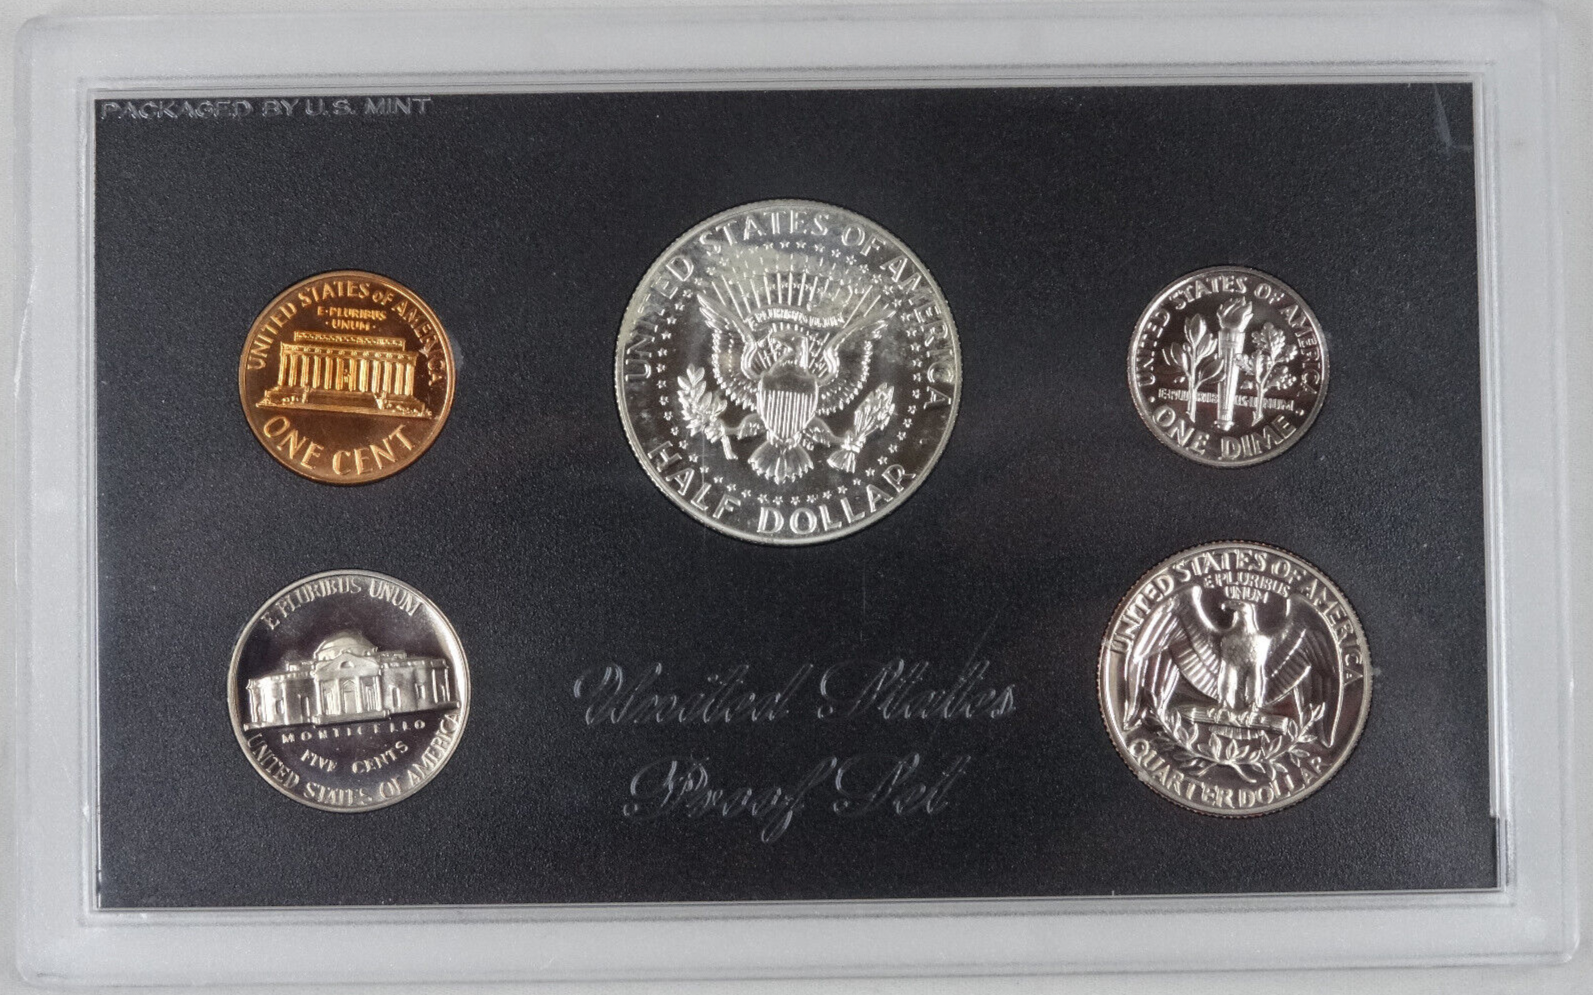 PACKAGED BY U.S. MINT
UNITED STATES OF AMERICA
E·PLURIBUS
·UNUM·
ONE CENT
UNITED STATES OF AMERICA
E PLURIBUS UNUM
HALF DOLLAR
UNITED STATES OF AMERICA
ONE DIME
E PLURIBUS UNUM
MONTICELLO
FIVE CENTS
UNITED STATES OF AMERICA
United States
Proof Set
UNITED STATES OF AMERICA
E PLURIBUS
UNUM
QUARTER DOLLAR